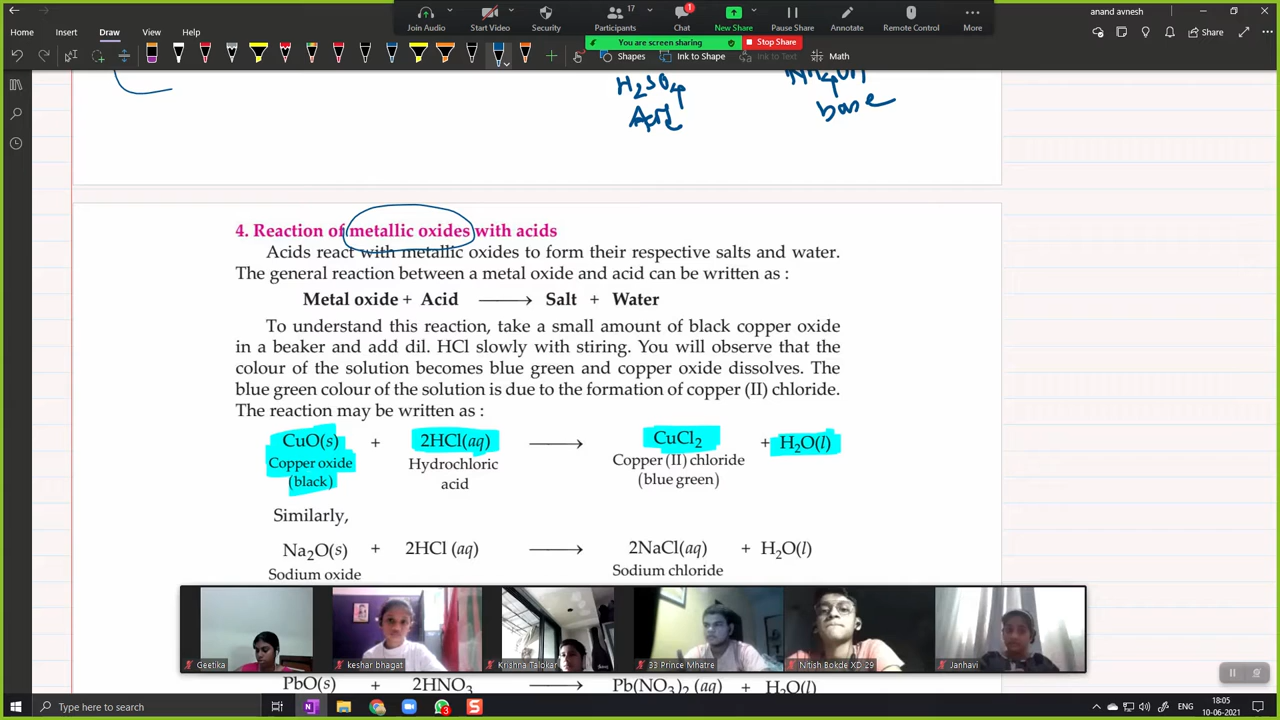 anand avnesh
Join Audio
Start Video
Security
17
Participants
1
Chat
New Share
Pause Share
Annotate
Remote Control
More
You are screen sharing
Stop Share
Home
Insert
Draw
View
Share
Shapes
Ink to Shape
Ink to Text
Math
H2SO4
NH4OH
Acid
base
4. Reaction of metallic oxides with acids
Acids react with metallic oxides to form their respective salts and water.
The general reaction between a metal oxide and acid can be written as :
Metal oxide + Acid ⟶ Salt + Water
To understand this reaction, take a small amount of black copper oxide
in a beaker and add dil. HCl slowly with stiring. You will observe that the
colour of the solution becomes blue green and copper oxide dissolves. The
blue green colour of the solution is due to the formation of copper (II) chloride.
The reaction may be written as :
CuO(s) + 2HCl(aq) ⟶ CuCl2 + H2O(l)
Copper oxide Hydrochloric Copper (II) chloride
(black) acid (blue green)
Similarly,
Na2O(s) + 2HCl (aq) ⟶ 2NaCl(aq) + H2O(l)
Sodium oxide Sodium chloride
Geetika
keshar bhagat
Krishna Talokar
33 Prince Mhatre
Nitish Bokde XD 29
Janhavi
PbO(s) + 2HNO3 ⟶ Pb(NO3)2 (aq) + H2O(l)
Type here to search
3
18:05
10-06-2021